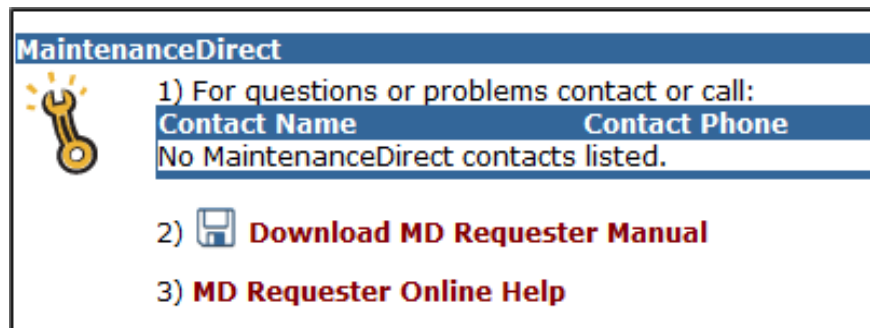 MaintenanceDirect
1) For questions or problems contact or call:
Contact Name Contact Phone
No MaintenanceDirect contacts listed.
2) Download MD Requester Manual
3) MD Requester Online Help